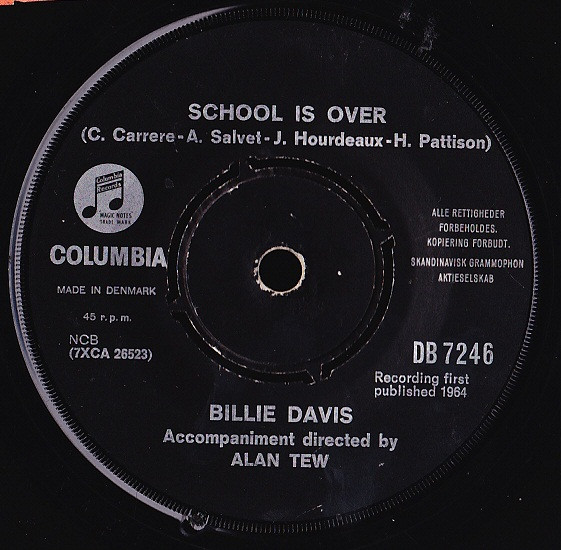 SCHOOL IS OVER
(C. Carrere-A. Salvet-J. Hourdeaux-H. Pattison)
Columbia
Records
MAGIC NOTES
TRADE MARK
COLUMBIA
MADE IN DENMARK
45 r.p.m.
NCB
(7XCA 26523)
ALLE RETTIGHEDER
FORBEHOLDES.
KOPIERING FORBUDT.
SKANDINAVISK GRAMMOPHON
AKTIESELSKAB
DB 7246
Recording first
published 1964
BILLIE DAVIS
Accompaniment directed by
ALAN TEW